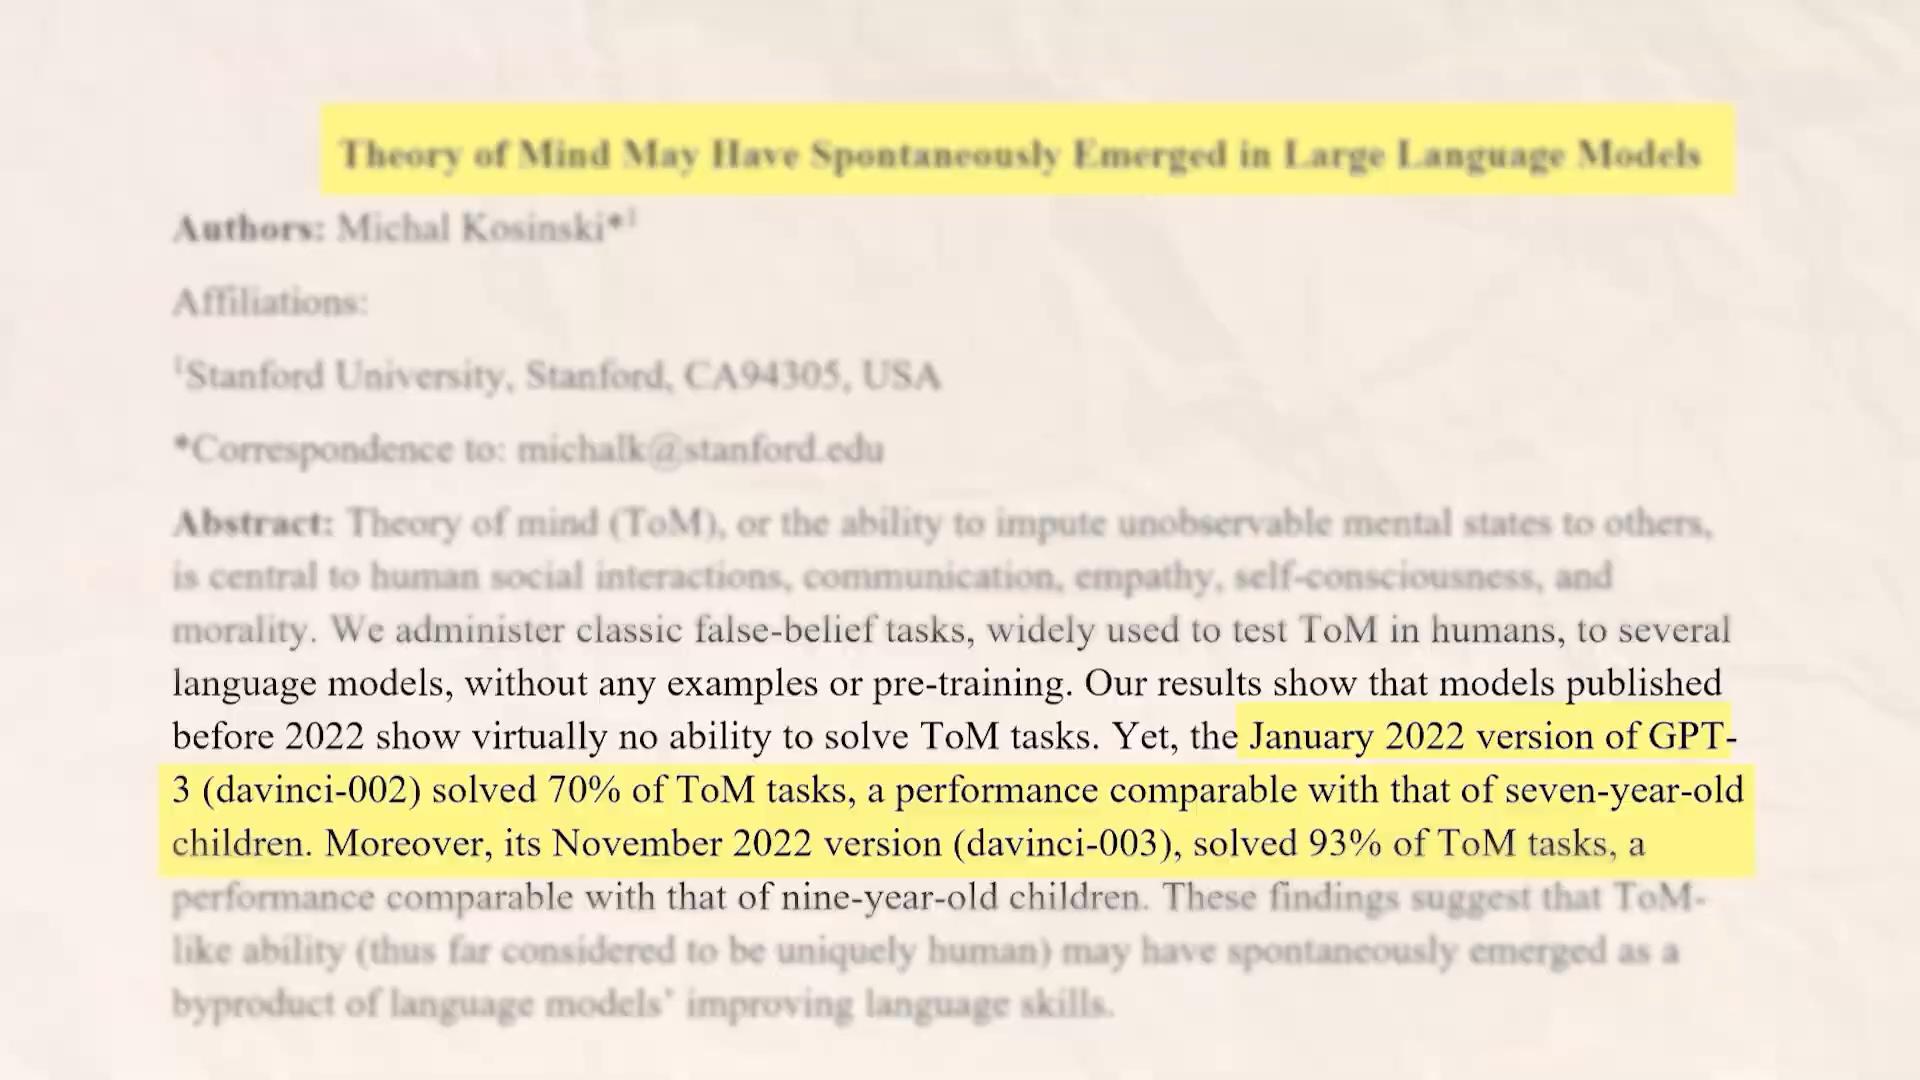 Theory of Mind May Have Spontaneously Emerged in Large Language Models
Authors: Michal Kosinski*1
Affiliations:
1Stanford University, Stanford, CA94305, USA
*Correspondence to: michalk@stanford.edu
Abstract: Theory of mind (ToM), or the ability to impute unobservable mental states to others,
is central to human social interactions, communication, empathy, self-consciousness, and
morality. We administer classic false-belief tasks, widely used to test ToM in humans, to several
language models, without any examples or pre-training. Our results show that models published
before 2022 show virtually no ability to solve ToM tasks. Yet, the January 2022 version of GPT-
3 (davinci-002) solved 70% of ToM tasks, a performance comparable with that of seven-year-old
children. Moreover, its November 2022 version (davinci-003), solved 93% of ToM tasks, a
performance comparable with that of nine-year-old children. These findings suggest that ToM-
like ability (thus far considered to be uniquely human) may have spontaneously emerged as a
byproduct of language models' improving language skills.